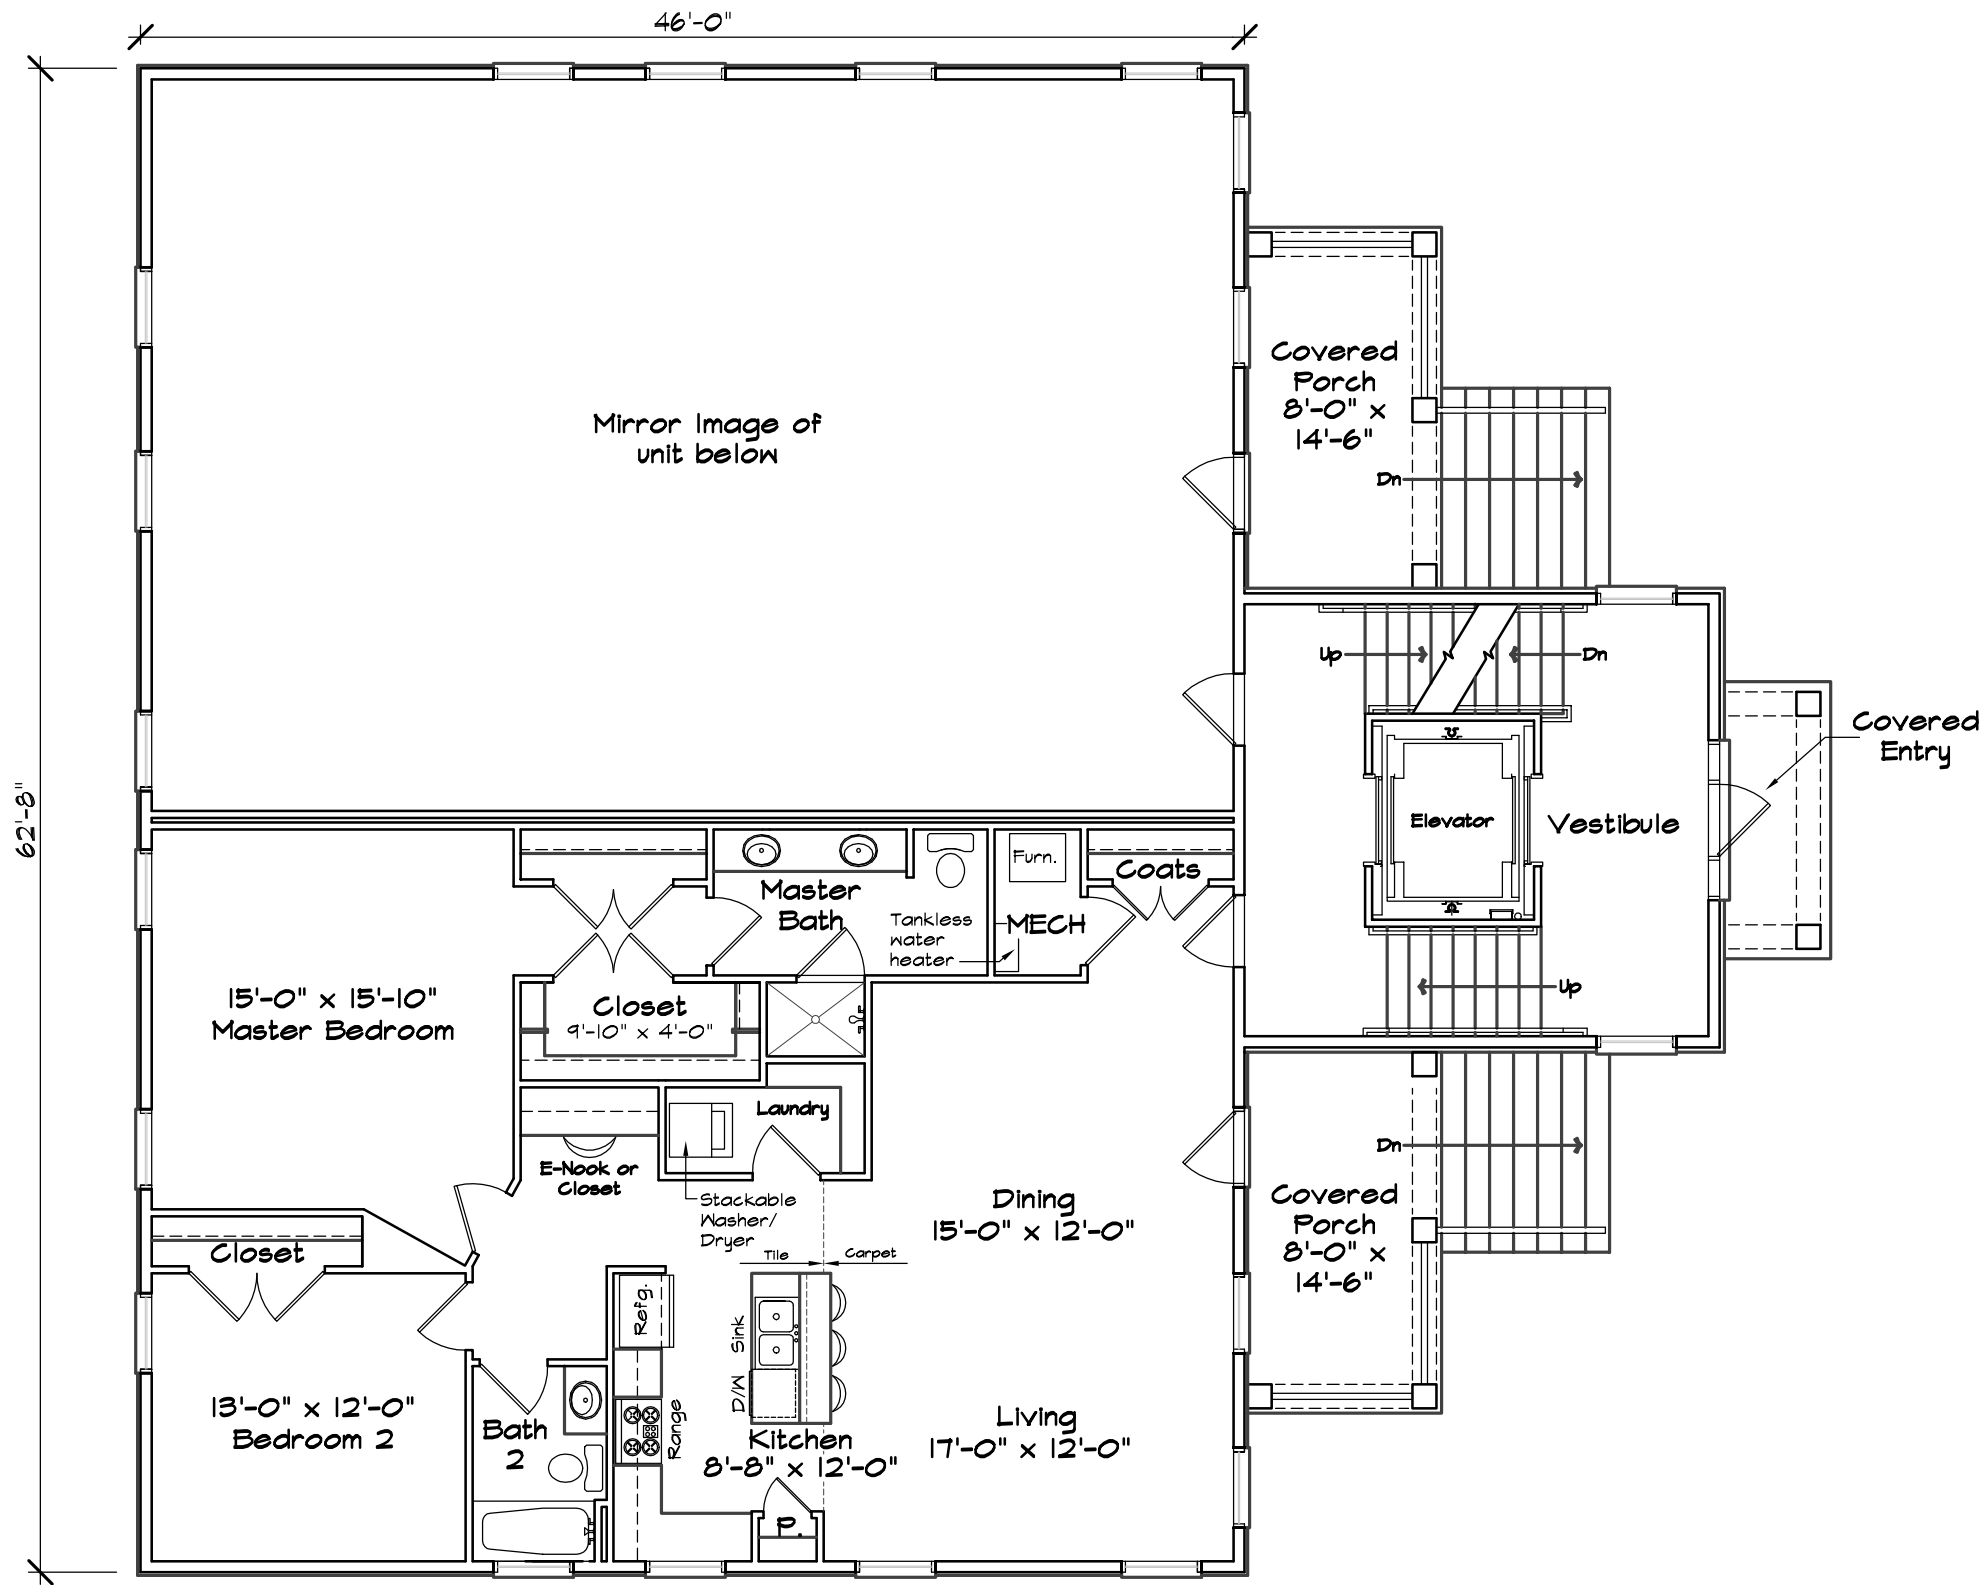 46'-0"
62'-8"
Mirror Image of
unit below
Covered
Porch
8'-0" x
14'-6"
Dn
Up
Dn
Covered
Entry
Elevator
Vestibule
Up
Furn.
Coats
Master
Bath
Tankless
water
heater
MECH
15'-0" x 15'-10"
Master Bedroom
Closet
9'-10" x 4'-0"
Laundry
E-Nook or
Closet
Stackable
Washer/
Dryer
Tile
Carpet
Dining
15'-0" x 12'-0"
Dn
Covered
Porch
8'-0" x
14'-6"
Closet
Refg.
Sink
D/W
Range
13'-0" x 12'-0"
Bedroom 2
Bath
2
Kitchen
8'-8" x 12'-0"
Living
17'-0" x 12'-0"
P.